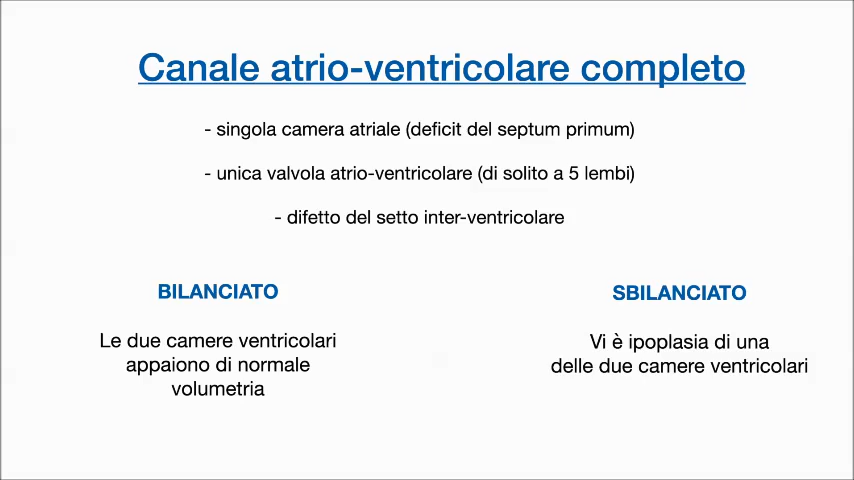 Canale atrio-ventricolare completo
- singola camera atriale (deficit del septum primum)
- unica valvola atrio-ventricolare (di solito a 5 lembi)
- difetto del setto inter-ventricolare
BILANCIATO
Le due camere ventricolari
appaiono di normale
volumetria
SBILANCIATO
Vi è ipoplasia di una
delle due camere ventricolari